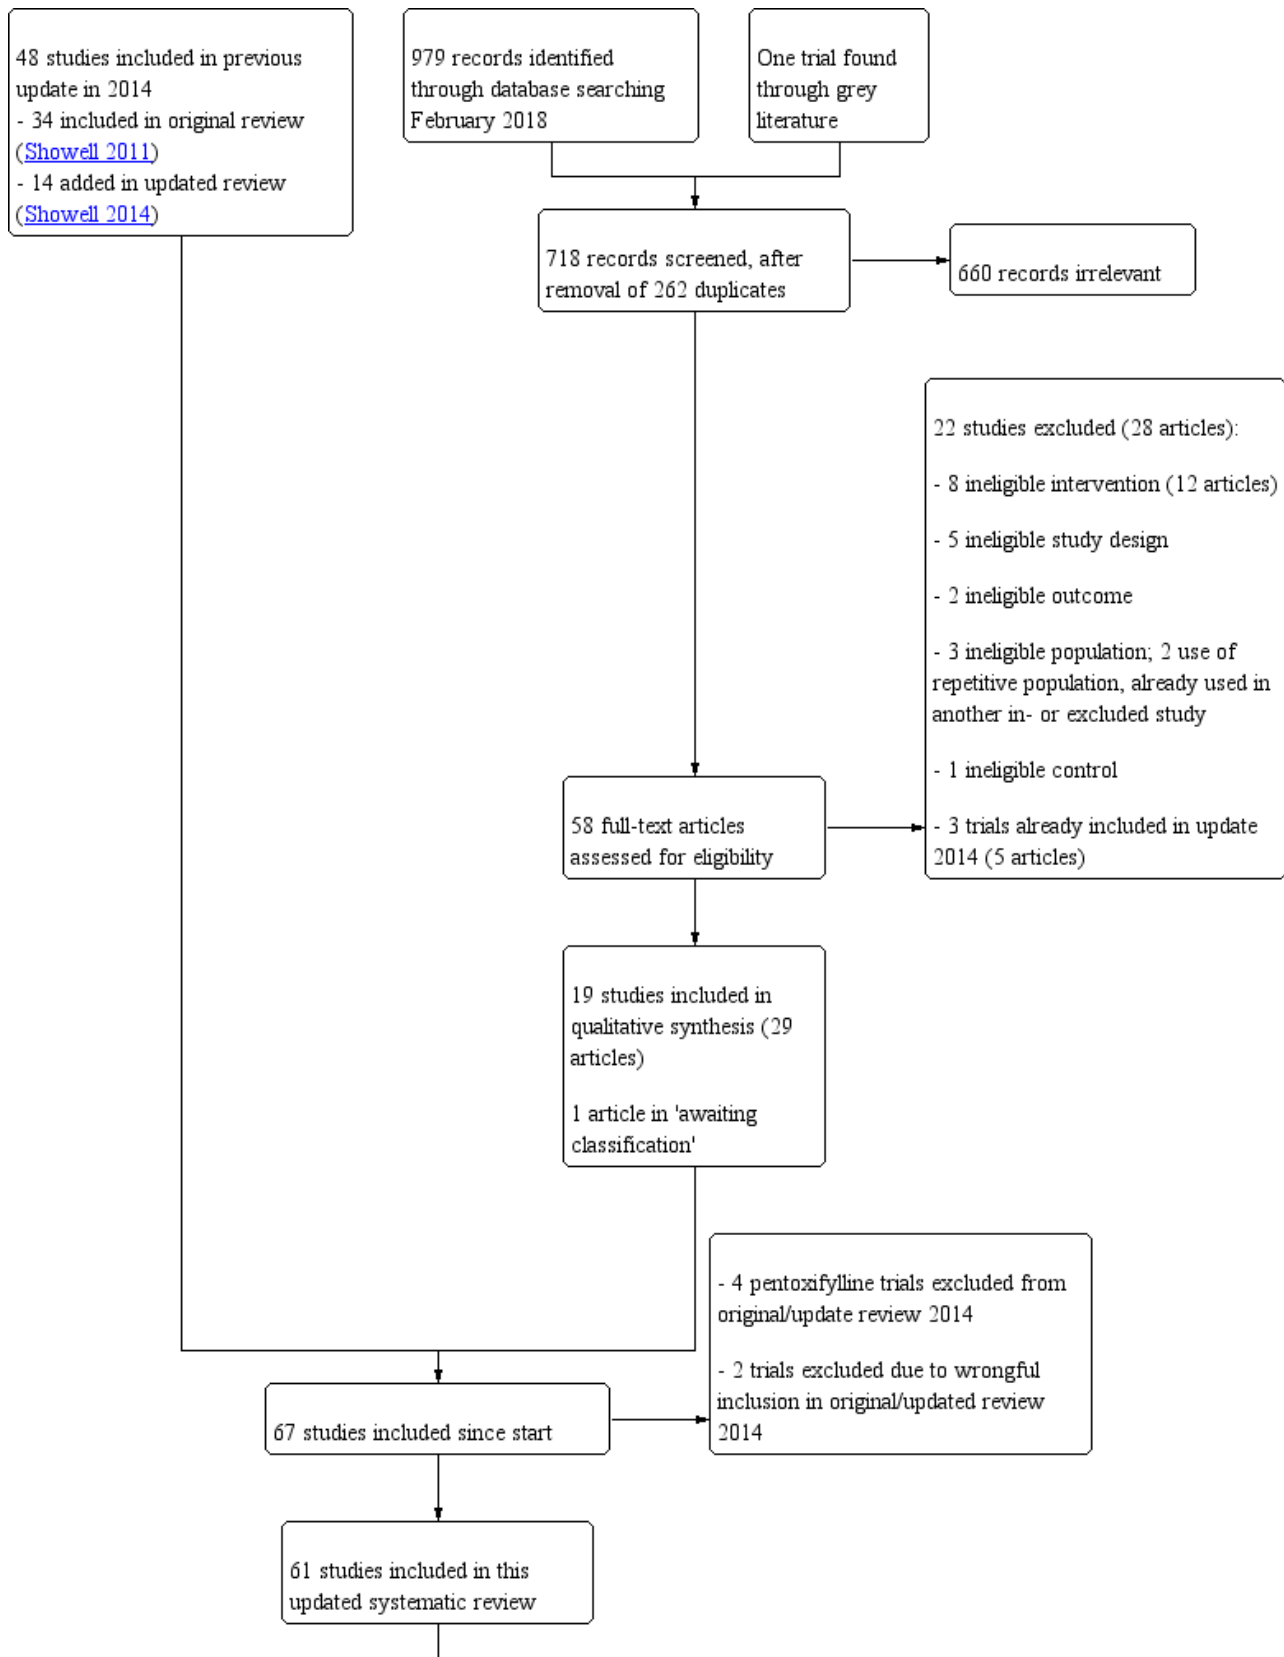 48 studies included in previous
update in 2014
- 34 included in original review
(Showell 2011)
- 14 added in updated review
(Showell 2014)
979 records identified
through database searching
February 2018
One trial found
through grey
literature
718 records screened, after
removal of 262 duplicates
660 records irrelevant
22 studies excluded (28 articles):
- 8 ineligible intervention (12 articles)
- 5 ineligible study design
- 2 ineligible outcome
- 3 ineligible population; 2 use of
repetitive population, already used in
another in- or excluded study
- 1 ineligible control
- 3 trials already included in update
2014 (5 articles)
58 full-text articles
assessed for eligibility
19 studies included in
qualitative synthesis (29
articles)
1 article in 'awaiting
classification'
- 4 pentoxifylline trials excluded from
original/update review 2014
- 2 trials excluded due to wrongful
inclusion in original/updated review
2014
67 studies included since start
61 studies included in this
updated systematic review